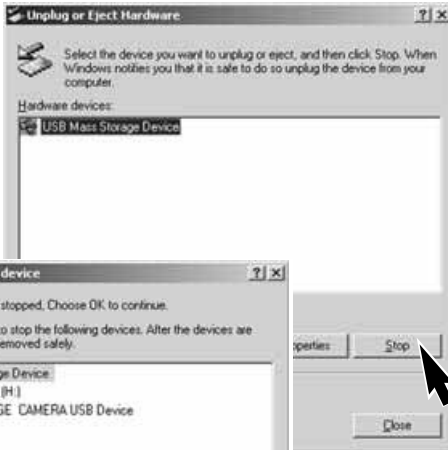 Unplug or Eject Hardware
Select the device you want to unplug or eject, and then click Stop. When
Windows notifies you that it is safe to do so unplug the device from your
computer.
Hardware devices:
USB Mass Storage Device
device
stopped, Choose OK to continue.
to stop the following devices. After the devices are
removed safely.
ge Device
(H:)
GE CAMERA USB Device
operties
Stop
Close